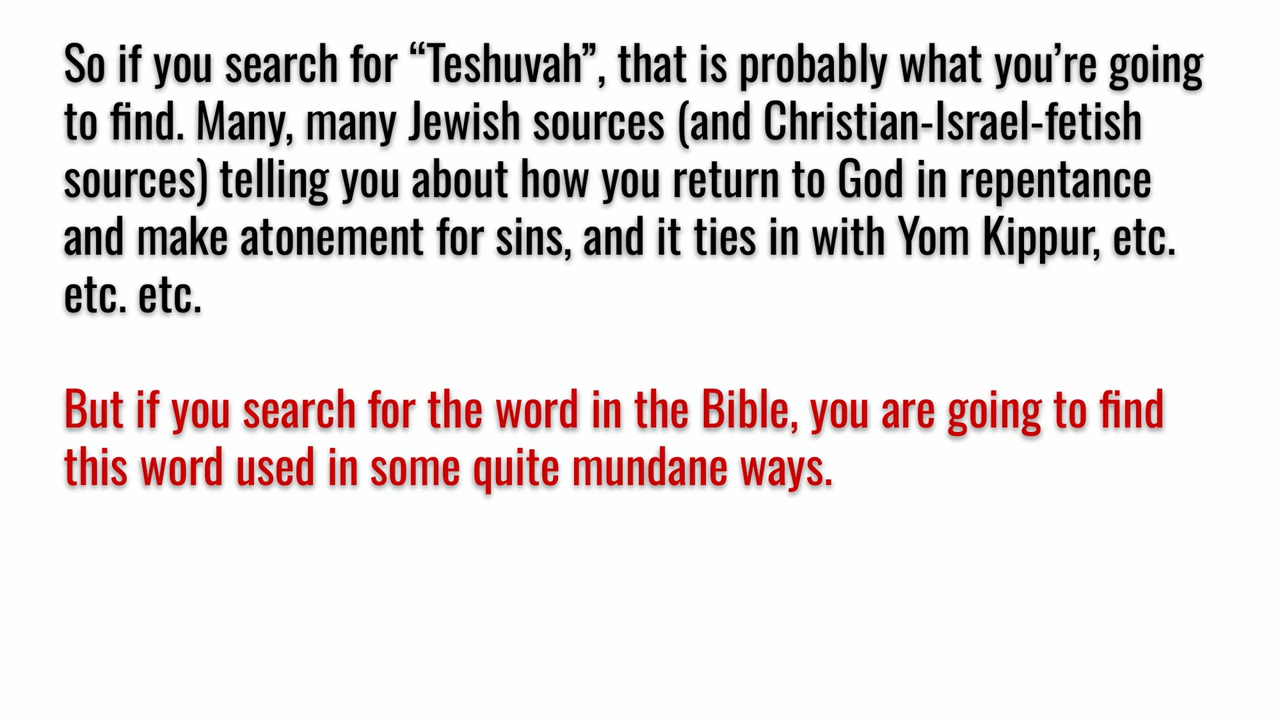 So if you search for “Teshuvah”, that is probably what you’re going
to find. Many, many Jewish sources (and Christian-Israel-fetish
sources) telling you about how you return to God in repentance
and make atonement for sins, and it ties in with Yom Kippur, etc.
etc. etc.
But if you search for the word in the Bible, you are going to find
this word used in some quite mundane ways.